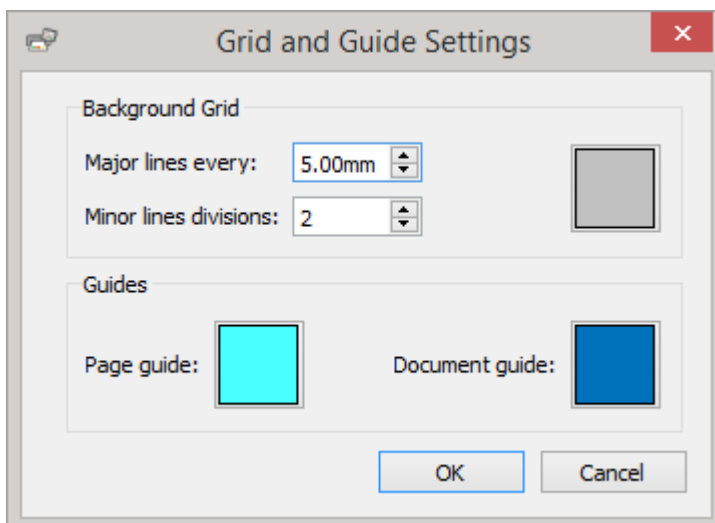 Grid and Guide Settings
Background Grid
Major lines every: 5.00mm
Minor lines divisions: 2
Guides
Page guide: Document guide:
OK Cancel